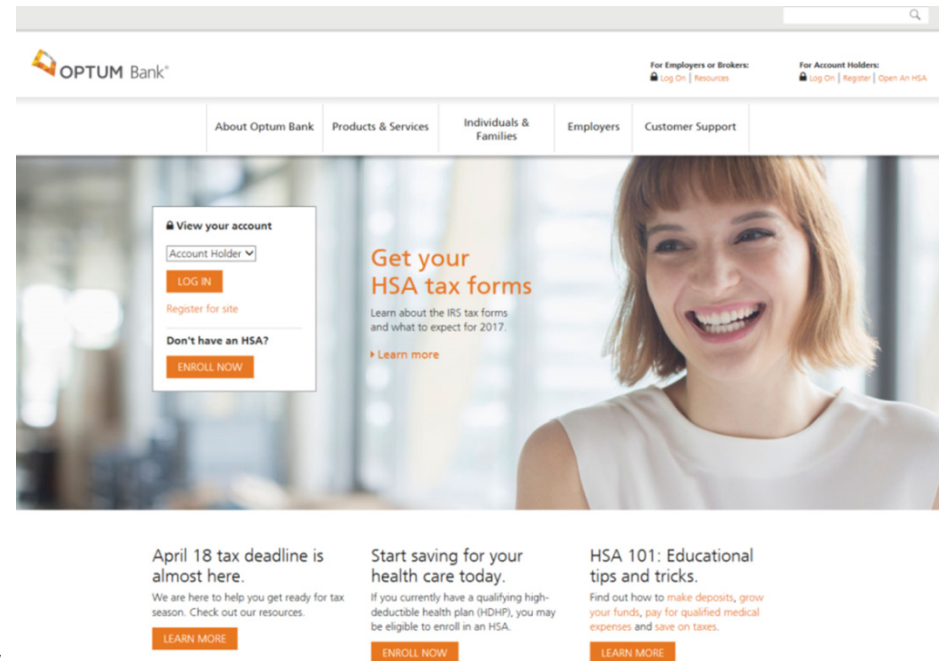 OPTUM Bank®
For Employers or Brokers:
Log On | Resources
For Account Holders:
Log On | Register | Open An HSA
About Optum Bank
Products & Services
Individuals &
Families
Employers
Customer Support
View your account
Account Holder
LOG IN
Register for site
Don't have an HSA?
ENROLL NOW
Get your
HSA tax forms
Learn about the IRS tax forms
and what to expect for 2017.
Learn more
April 18 tax deadline is
almost here.
We are here to help you get ready for tax
season. Check out our resources.
LEARN MORE
Start saving for your
health care today.
If you currently have a qualifying high-
deductible health plan (HDHP), you may
be eligible to enroll in an HSA.
ENROLL NOW
HSA 101: Educational
tips and tricks.
Find out how to make deposits, grow
your funds, pay for qualified medical
expenses and save on taxes.
LEARN MORE